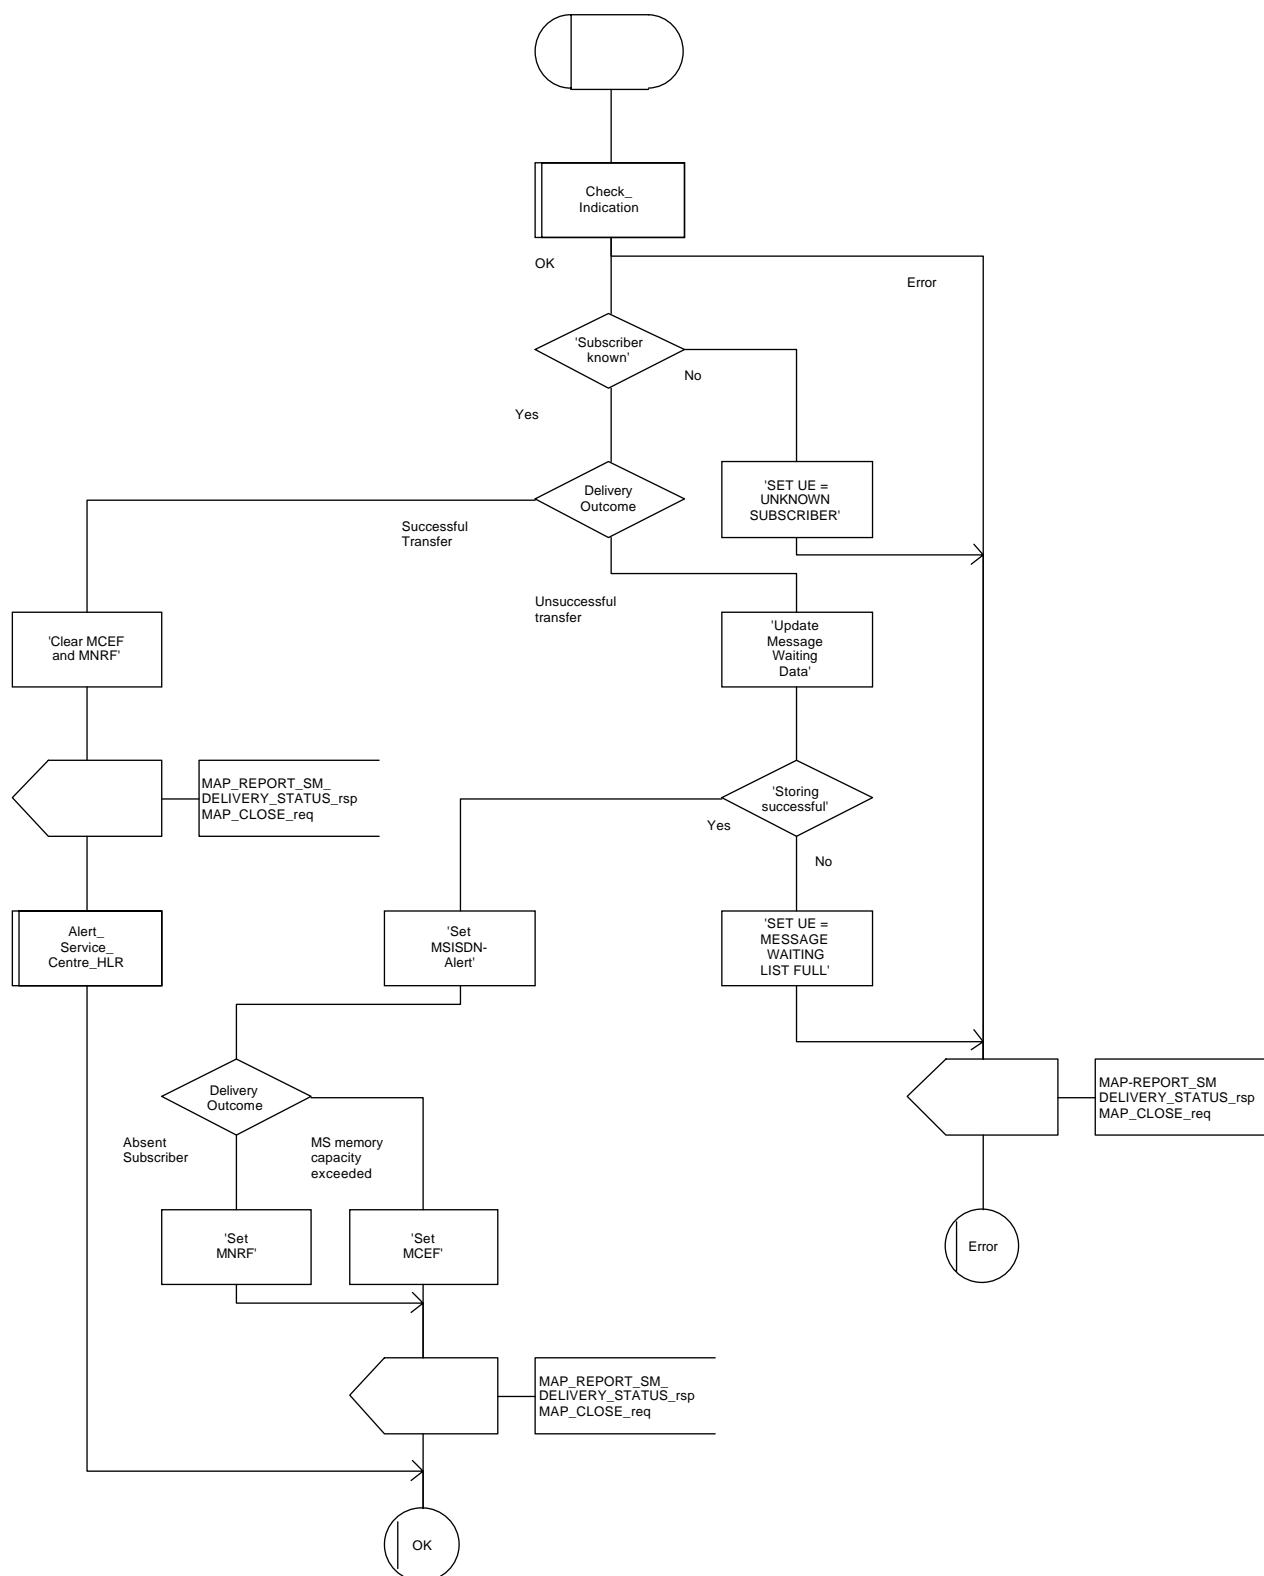 Check_
Indication
OK
Error
'Subscriber
known'
No
Yes
Delivery
Outcome
'SET UE =
UNKNOWN
SUBSCRIBER'
Successful
Transfer
Unsuccessful
transfer
'Clear MCEF
and MNRF'
'Update
Message
Waiting
Data'
MAP_REPORT_SM_
DELIVERY_STATUS_rsp
MAP_CLOSE_req
'Storing
successful'
Yes
No
Alert_
Service_
Centre_HLR
'Set
MSISDN-
Alert'
'SET UE =
MESSAGE
WAITING
LIST FULL'
Delivery
Outcome
MAP-REPORT_SM
DELIVERY_STATUS_rsp
MAP_CLOSE_req
Absent
Subscriber
MS memory
capacity
exceeded
'Set
MNRF'
'Set
MCEF'
Error
MAP_REPORT_SM_
DELIVERY_STATUS_rsp
MAP_CLOSE_req
OK